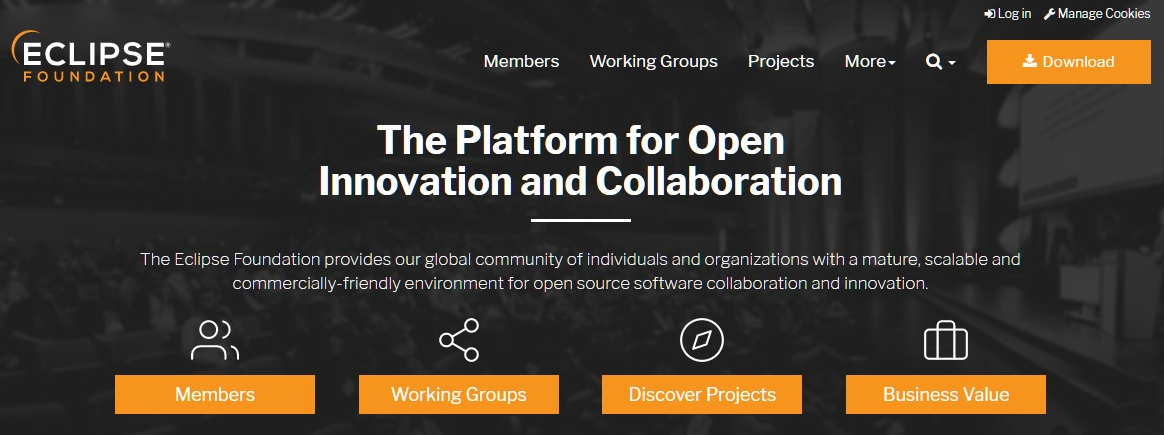 Log in Manage Cookies
ECLIPSE®
FOUNDATION
Members Working Groups Projects More Download
The Platform for Open
Innovation and Collaboration
The Eclipse Foundation provides our global community of individuals and organizations with a mature, scalable and
commercially-friendly environment for open source software collaboration and innovation.
Members Working Groups Discover Projects Business Value